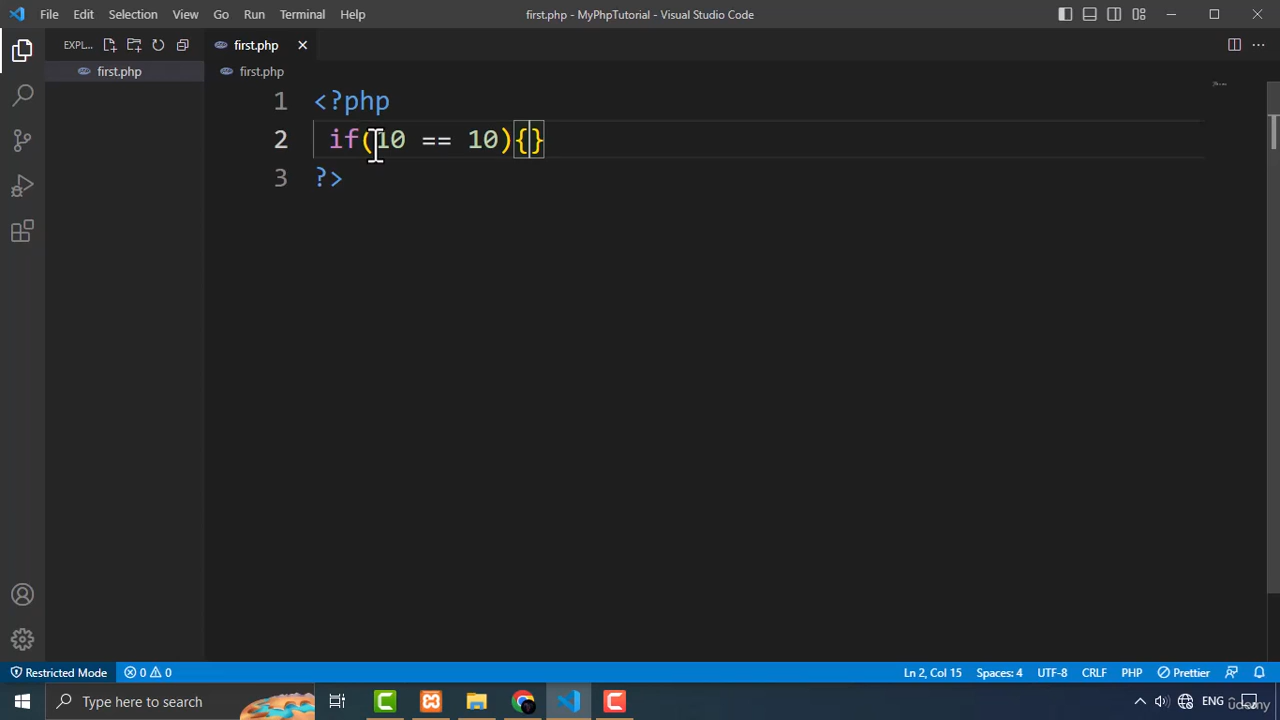 File Edit Selection View Go Run Terminal Help
first.php - MyPhpTutorial - Visual Studio Code
EXPL...
first.php
first.php
first.php
1 <?php
2 if(10 == 10){}
3 ?>
Restricted Mode 0 0
Ln 2, Col 15 Spaces: 4 UTF-8 CRLF PHP Prettier
Type here to search
ENG
udemy